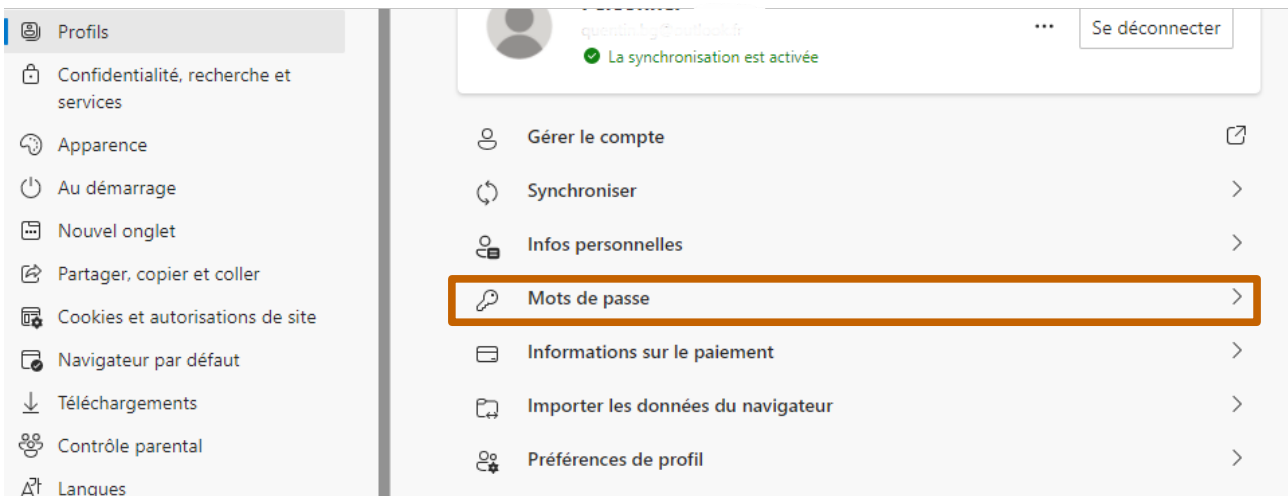 Profils
Confidentialité, recherche et
services
Apparence
Au démarrage
Nouvel onglet
Partager, copier et coller
Cookies et autorisations de site
Navigateur par défaut
Téléchargements
Contrôle parental
Langues
Se déconnecter
La synchronisation est activée
Gérer le compte
Synchroniser
Infos personnelles
Mots de passe
Informations sur le paiement
Importer les données du navigateur
Préférences de profil